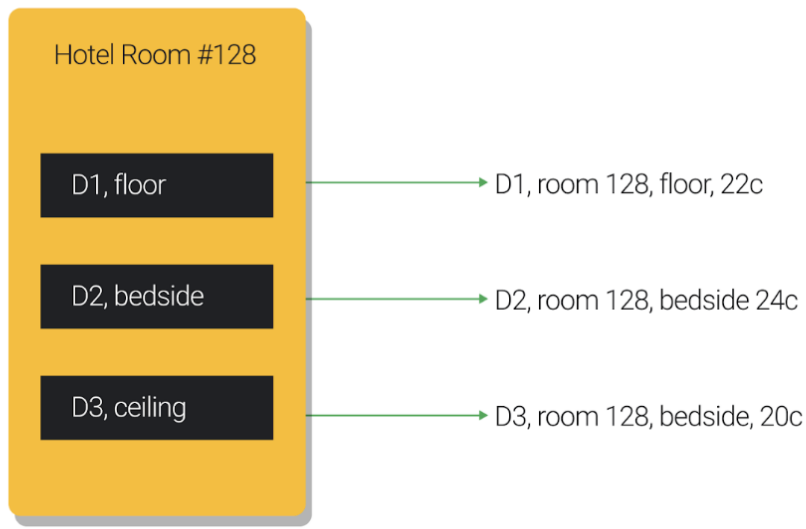 Hotel Room #128
D1, floor
D1, room 128, floor, 22c
D2, bedside
D2, room 128, bedside 24c
D3, ceiling
D3, room 128, bedside, 20c